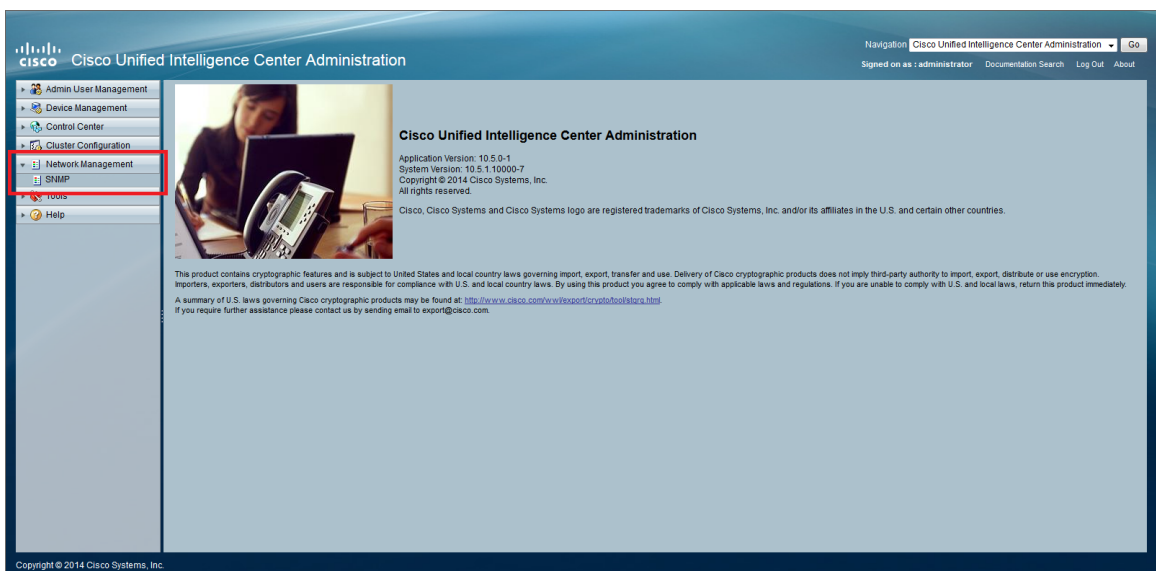 Navigation Cisco Unified Intelligence Center Administration Go
cisco Cisco Unified Intelligence Center Administration
Signed on as : administrator Documentation Search Log Out About
Admin User Management
Device Management
Control Center
Cluster Configuration
Network Management
SNMP
Tools
Help
Cisco Unified Intelligence Center Administration
Application Version: 10.5.0-1
System Version: 10.5.1.10000-7
Copyright © 2014 Cisco Systems, Inc.
All rights reserved.
Cisco, Cisco Systems and Cisco Systems logo are registered trademarks of Cisco Systems, Inc. and/or its affiliates in the U.S. and certain other countries.
This product contains cryptographic features and is subject to United States and local country laws governing import, export, transfer and use. Delivery of Cisco cryptographic products does not imply third-party authority to import, export, distribute or use encryption.
Importers, exporters, distributors and users are responsible for compliance with U.S. and local country laws. By using this product you agree to comply with applicable laws and regulations. If you are unable to comply with U.S. and local laws, return this product immediately.
A summary of U.S. laws governing Cisco cryptographic products may be found at: http://www.cisco.com/wwl/export/crypto/tool/stqrg.html.
If you require further assistance please contact us by sending email to export@cisco.com.
Copyright © 2014 Cisco Systems, Inc.